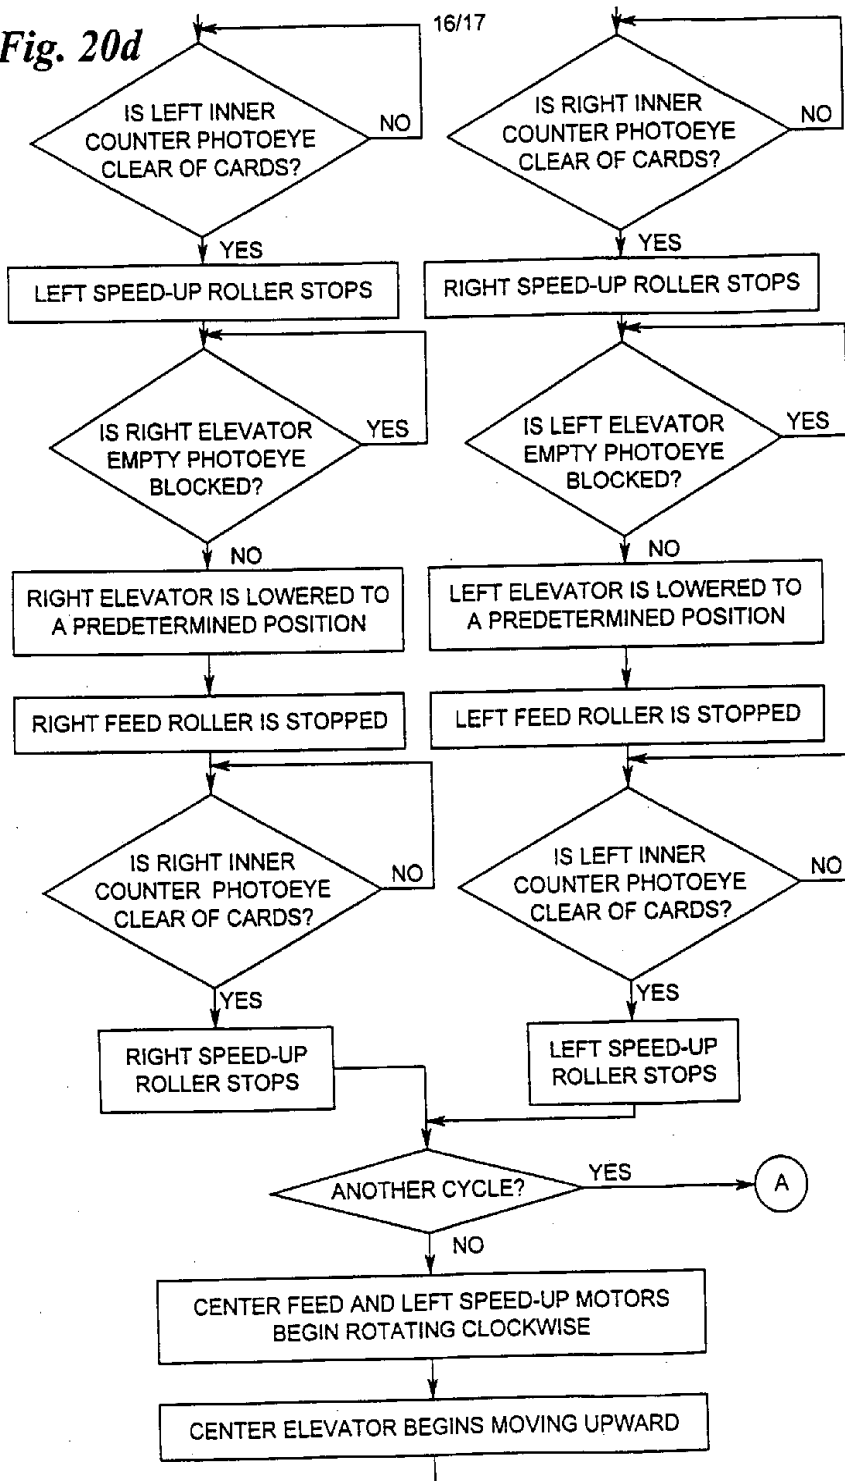 Fig. 20d
16/17
IS LEFT INNER
COUNTER PHOTOEYE
CLEAR OF CARDS?
NO
YES
LEFT SPEED-UP ROLLER STOPS
IS RIGHT ELEVATOR
EMPTY PHOTOEYE
BLOCKED?
YES
NO
RIGHT ELEVATOR IS LOWERED TO
A PREDETERMINED POSITION
RIGHT FEED ROLLER IS STOPPED
IS RIGHT INNER
COUNTER PHOTOEYE
CLEAR OF CARDS?
NO
YES
RIGHT SPEED-UP
ROLLER STOPS
IS RIGHT INNER
COUNTER PHOTOEYE
CLEAR OF CARDS?
NO
YES
RIGHT SPEED-UP ROLLER STOPS
IS LEFT ELEVATOR
EMPTY PHOTOEYE
BLOCKED?
YES
NO
LEFT ELEVATOR IS LOWERED TO
A PREDETERMINED POSITION
LEFT FEED ROLLER IS STOPPED
IS LEFT INNER
COUNTER PHOTOEYE
CLEAR OF CARDS?
NO
YES
LEFT SPEED-UP
ROLLER STOPS
ANOTHER CYCLE?
YES
A
NO
CENTER FEED AND LEFT SPEED-UP MOTORS
BEGIN ROTATING CLOCKWISE
CENTER ELEVATOR BEGINS MOVING UPWARD